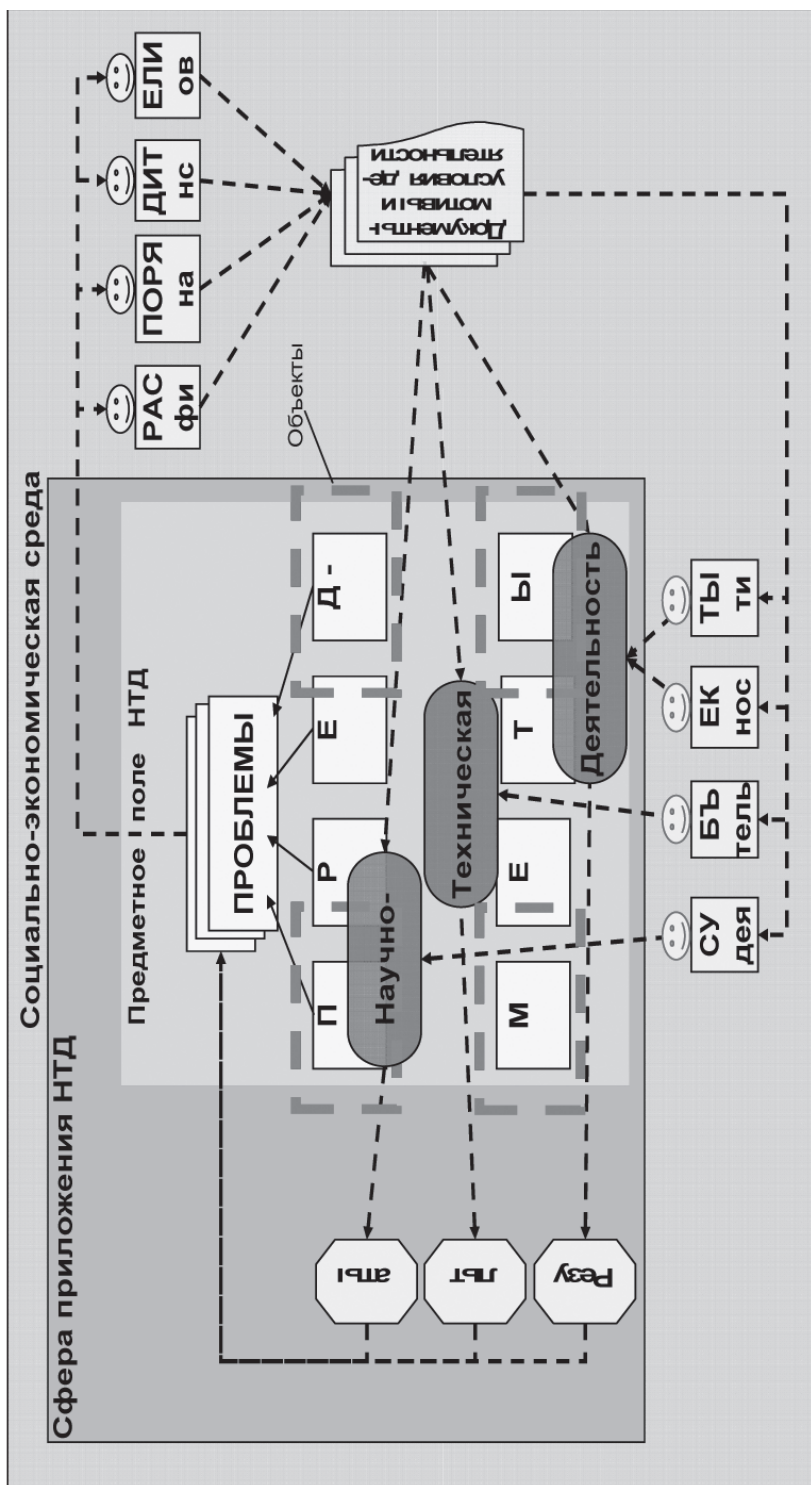 Социально-экономическая среда
Сфера приложения НТД
Предметное поле НТД
ПРОБЛЕМЫ
РАС
фи
ПОРЯ
на
ДИТ
нс
ЕЛИ
ов
П
Р
Е
Д -
Объекты
Научно-
Техническая
Деятельность
М
Е
Т
Ы
Документы-
мотивы и
условия де-
ятельности
Резу
льт
аты
СУ
дея
БЪ
тель
ЕК
нос
ТЫ
ти